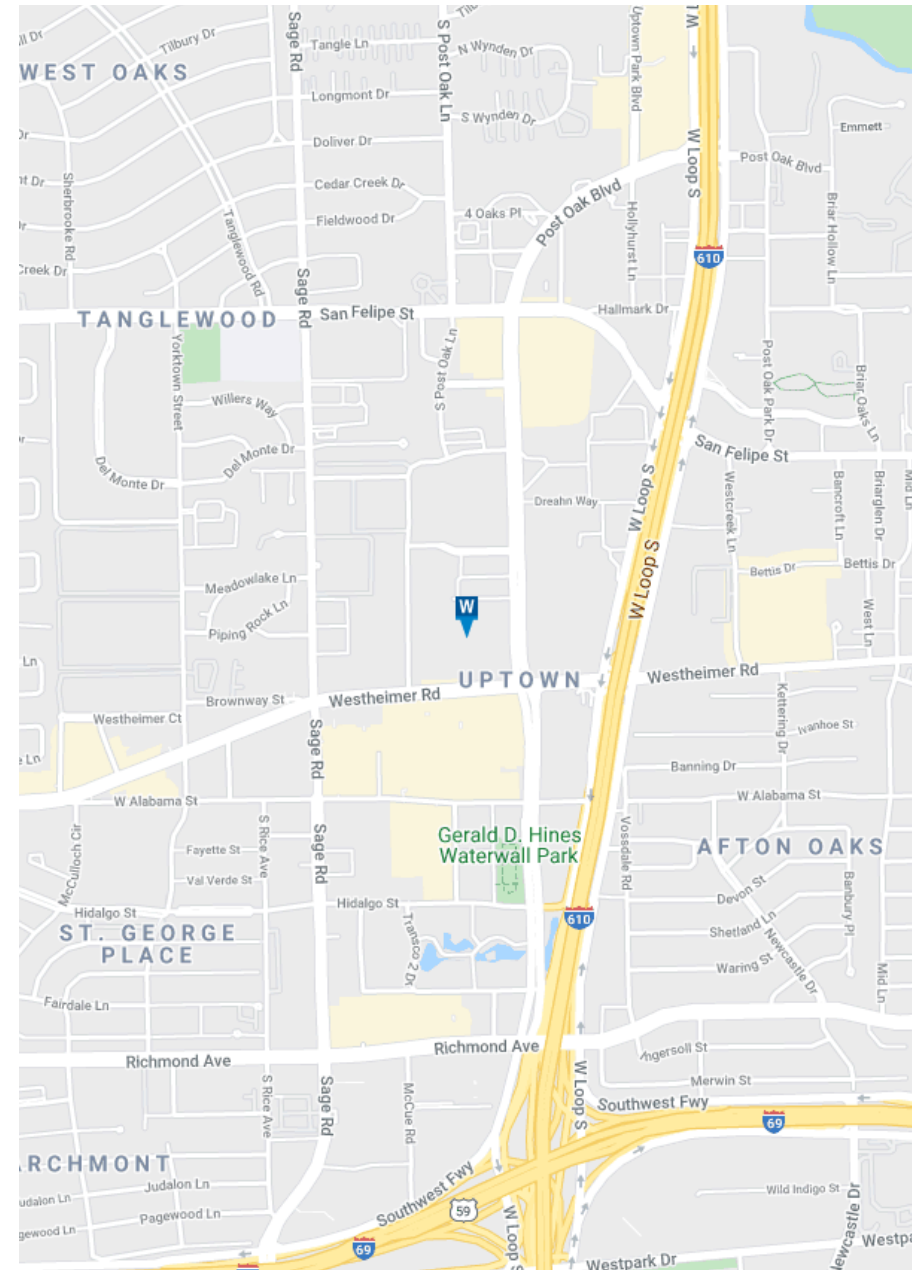 Tilbury Dr
WEST OAKS
Sage Rd
Tangle Ln
S Post Oak Ln
N Wynden Dr
Uptown Park Blvd
Longmont Dr
S Wynden Dr
W Loop S
Emmett
Doliver Dr
Post Oak Blvd
Sherbrooke Rd
Cedar Creek Dr
Post Oak Blvd
Hollyhurst Ln
Briar Hollow Ln
Tanglewood Rd
Fieldwood Dr
4 Oaks Pl
610
Creek Dr
Sage Rd
TANGLEWOOD
San Felipe St
Hallmark Dr
Yorktown Street
S Post Oak Ln
Post Oak Park Dr
Briar Oaks Ln
Willers Way
Del Monte Dr
Del Monte Dr
San Felipe St
W Loop S
Dreahn Way
Westcreek Ln
Bancroft Ln
Briarglen Dr
W Loop S
Bettis Dr
Bettis Dr
Meadowlake Ln
W
Piping Rock Ln
West Ln
Ln
UPTOWN
Westheimer Rd
Westheimer Rd
Brownway St
Westheimer Ct
Kettering Dr
Ivanhoe St
Sage Rd
Banning Dr
W Alabama St
W Alabama St
McCulloch Cir
S Rice Ave
Sage Rd
Gerald D. Hines
Waterwall Park
Vossdale Rd
AFTON OAKS
Fayette St
Val Verde St
Devon St
Banbury Pl
Hidalgo St
Hidalgo St
610
ST. GEORGE
PLACE
Transco 2 Dr
Shetland Ln
Newcastle Dr
Waring St
Mid Ln
Fairdale Ln
Richmond Ave
Richmond Ave
Merwin St
S Rice Ave
Sage Rd
McCue Rd
W Loop S
Southwest Fwy
69
Judalon Ln
Pagewood Ln
Southwest Fwy
59
W Loop S
Wild Indigo St
69
Westpark Dr